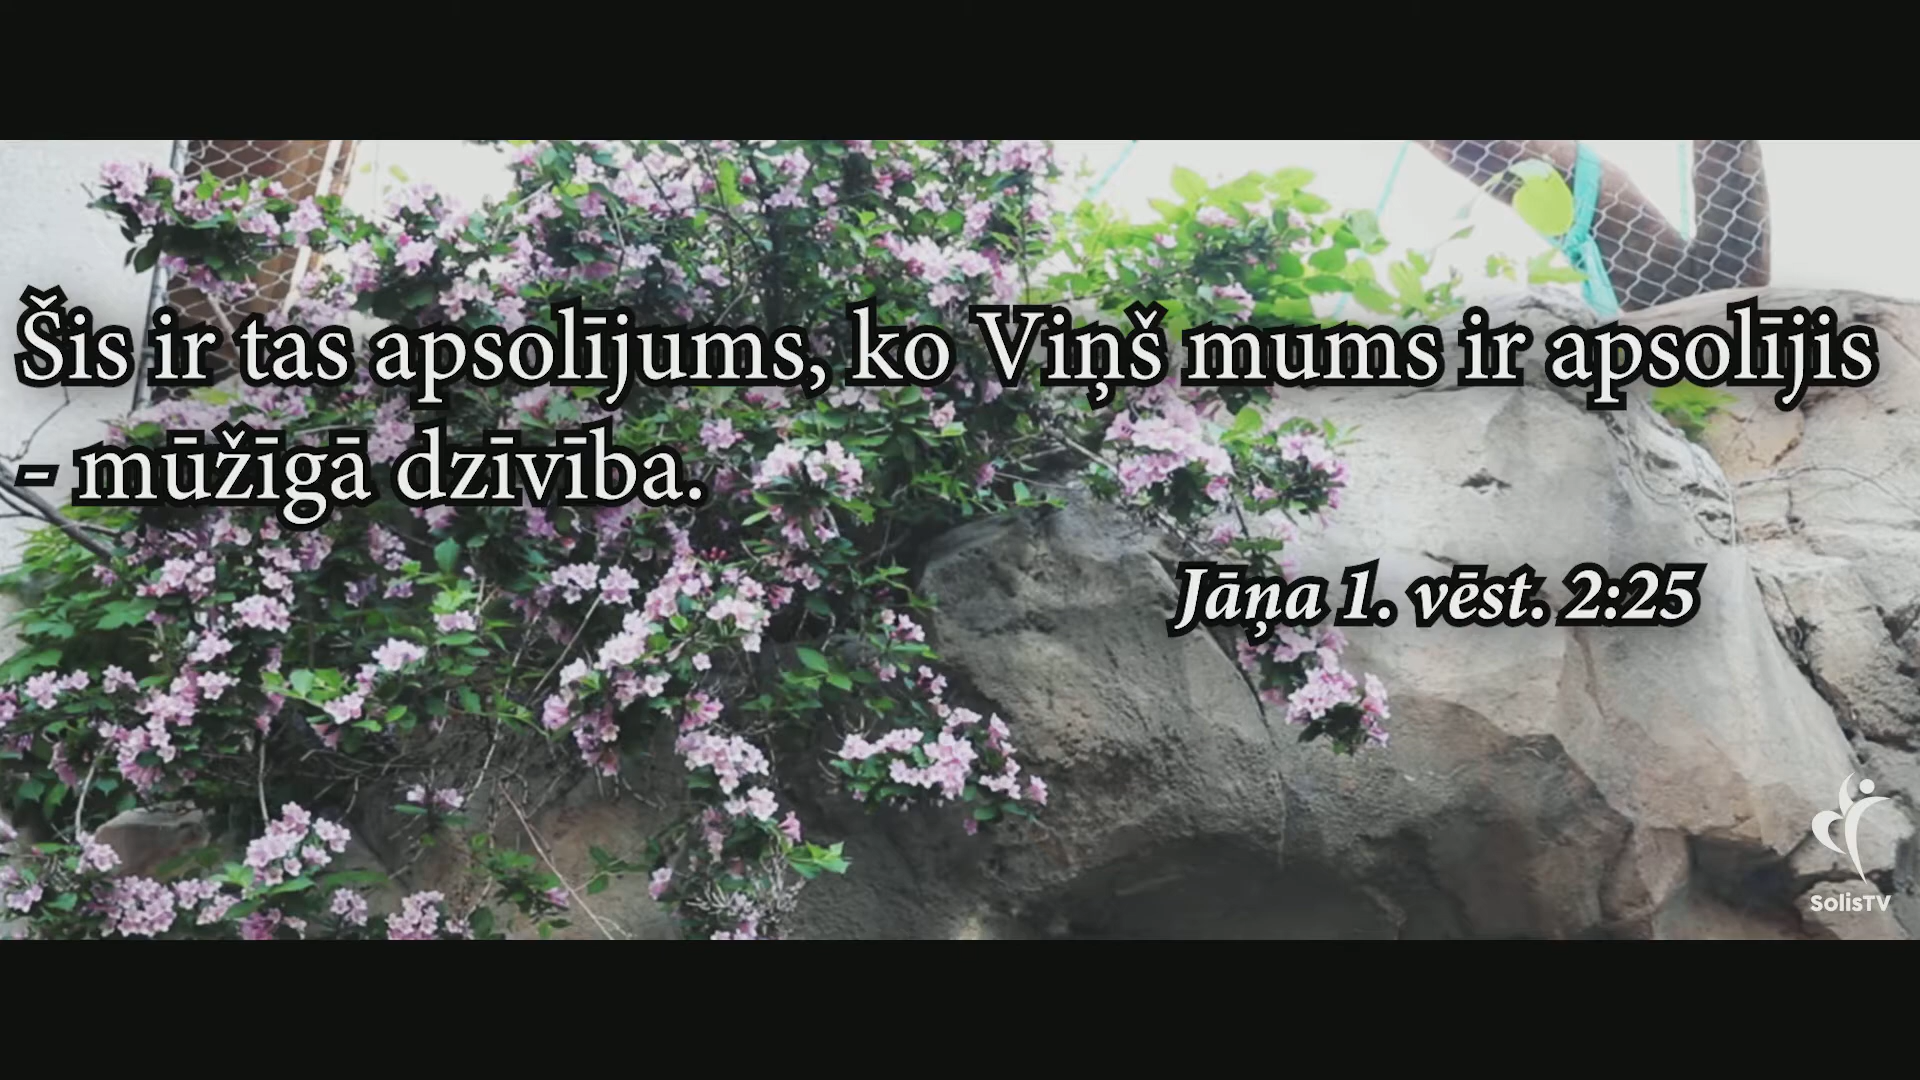 Šis ir tas apsolījums, ko Viņš mums ir apsolījis
- mūžīgā dzīvība.
Jāņa 1. vēst. 2:25
SolisTV